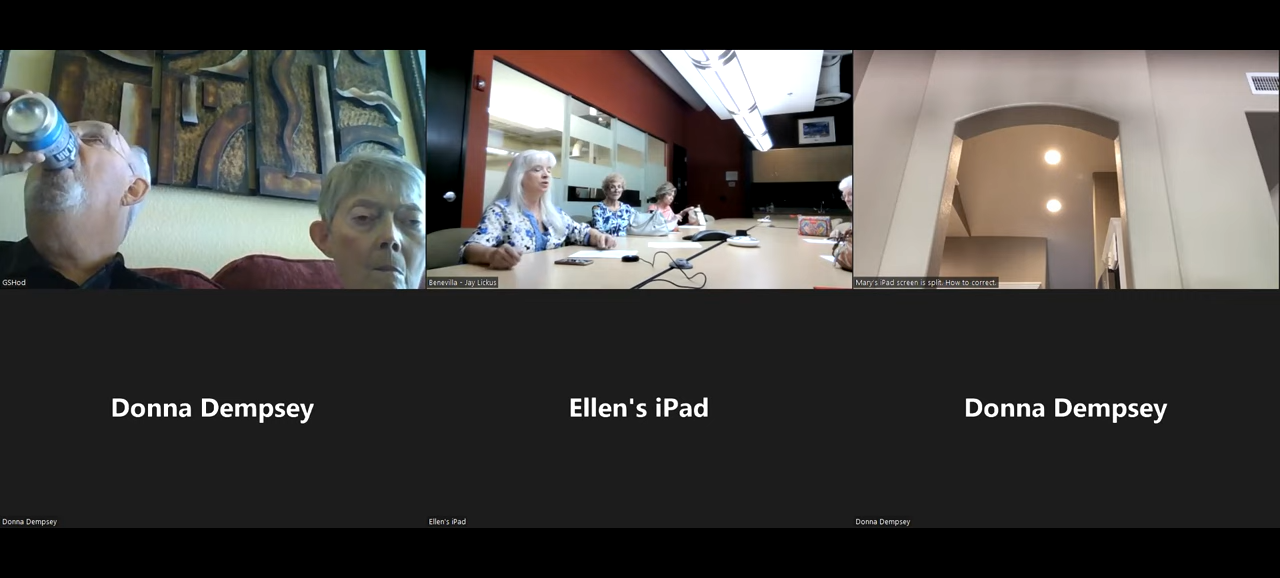 GSHod
Benevilla - Jay Lickus
Mary's iPad screen is split. How to correct.
Donna Dempsey
Ellen's iPad
Donna Dempsey
Donna Dempsey
Ellen's iPad
Donna Dempsey